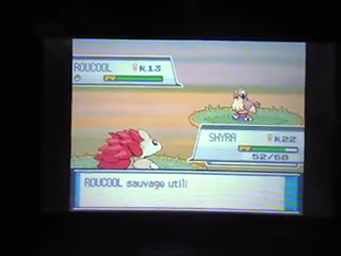 ROUCOOL ♀ N.13
PV
SHYRA ♀ N.22
PV
52/68
ROUCOOL sauvage utili